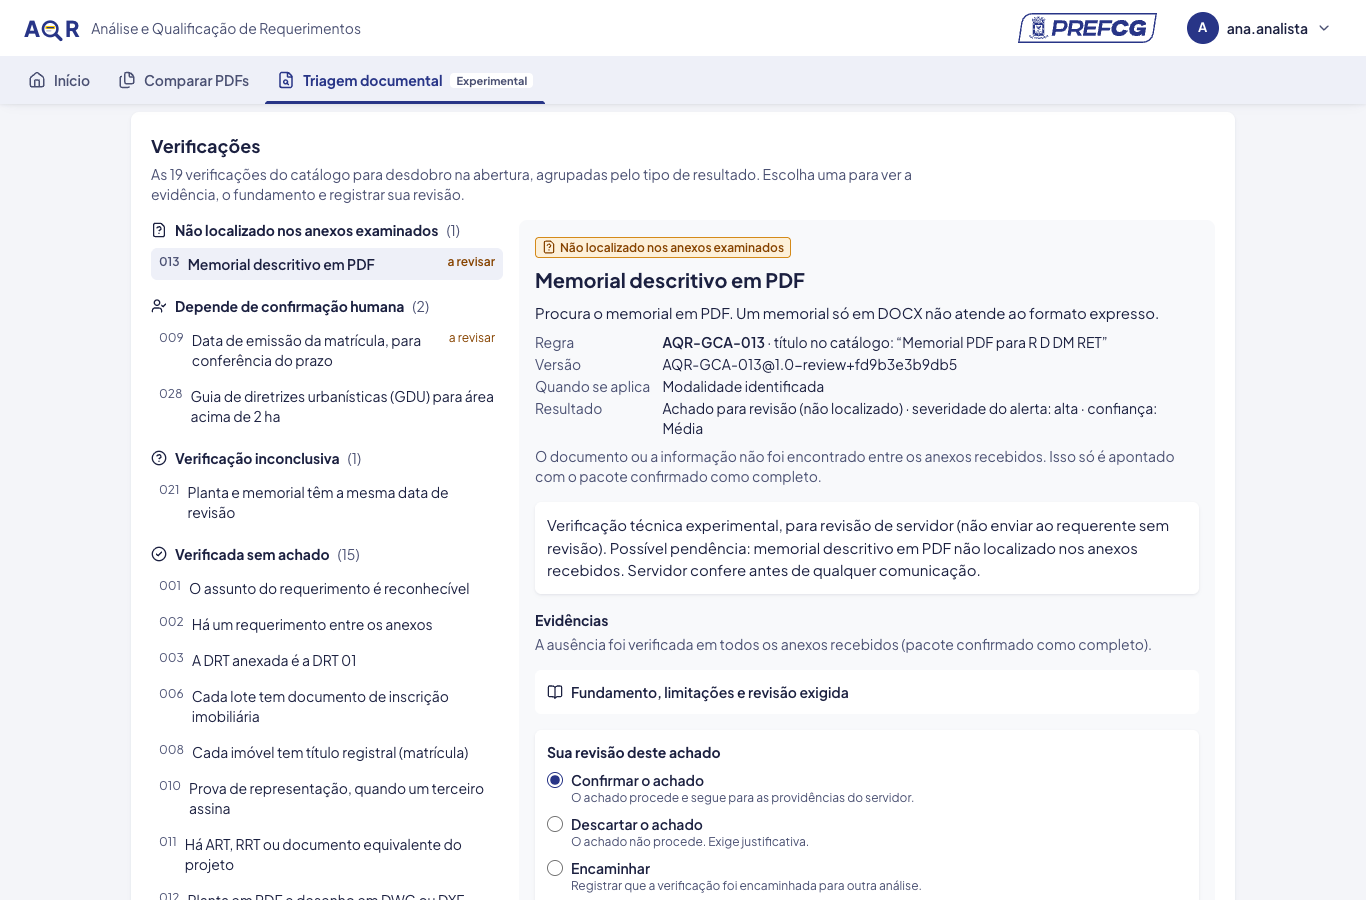 AQR Análise e Qualificação de Requerimentos
PREFCG
A ana.analista
Início
Comparar PDFs
Triagem documental Experimental
Verificações
As 19 verificações do catálogo para desdobro na abertura, agrupadas pelo tipo de resultado. Escolha uma para ver a
evidência, o fundamento e registrar sua revisão.
Não localizado nos anexos examinados (1)
013 Memorial descritivo em PDF a revisar
Depende de confirmação humana (2)
009 Data de emissão da matrícula, para a revisar
conferência do prazo
028 Guia de diretrizes urbanísticas (GDU) para área
acima de 2 ha
Verificação inconclusiva (1)
021 Planta e memorial têm a mesma data de
revisão
Verificada sem achado (15)
001 O assunto do requerimento é reconhecível
002 Há um requerimento entre os anexos
003 A DRT anexada é a DRT 01
006 Cada lote tem documento de inscrição
imobiliária
008 Cada imóvel tem título registral (matrícula)
010 Prova de representação, quando um terceiro
assina
011 Há ART, RRT ou documento equivalente do
projeto
012 Planta em PDF e desenho em DWG ou DXF
Não localizado nos anexos examinados
Memorial descritivo em PDF
Procura o memorial em PDF. Um memorial só em DOCX não atende ao formato expresso.
Regra AQR-GCA-013 · título no catálogo: “Memorial PDF para R D DM RET”
Versão AQR-GCA-013@1.0-review+fd9b3e3b9db5
Quando se aplica Modalidade identificada
Resultado Achado para revisão (não localizado) · severidade do alerta: alta · confiança:
Média
O documento ou a informação não foi encontrado entre os anexos recebidos. Isso só é apontado
com o pacote confirmado como completo.
Verificação técnica experimental, para revisão de servidor (não enviar ao requerente sem
revisão). Possível pendência: memorial descritivo em PDF não localizado nos anexos
recebidos. Servidor confere antes de qualquer comunicação.
Evidências
A ausência foi verificada em todos os anexos recebidos (pacote confirmado como completo).
Fundamento, limitações e revisão exigida
Sua revisão deste achado
Confirmar o achado
O achado procede e segue para as providências do servidor.
Descartar o achado
O achado não procede. Exige justificativa.
Encaminhar
Registrar que a verificação foi encaminhada para outra análise.